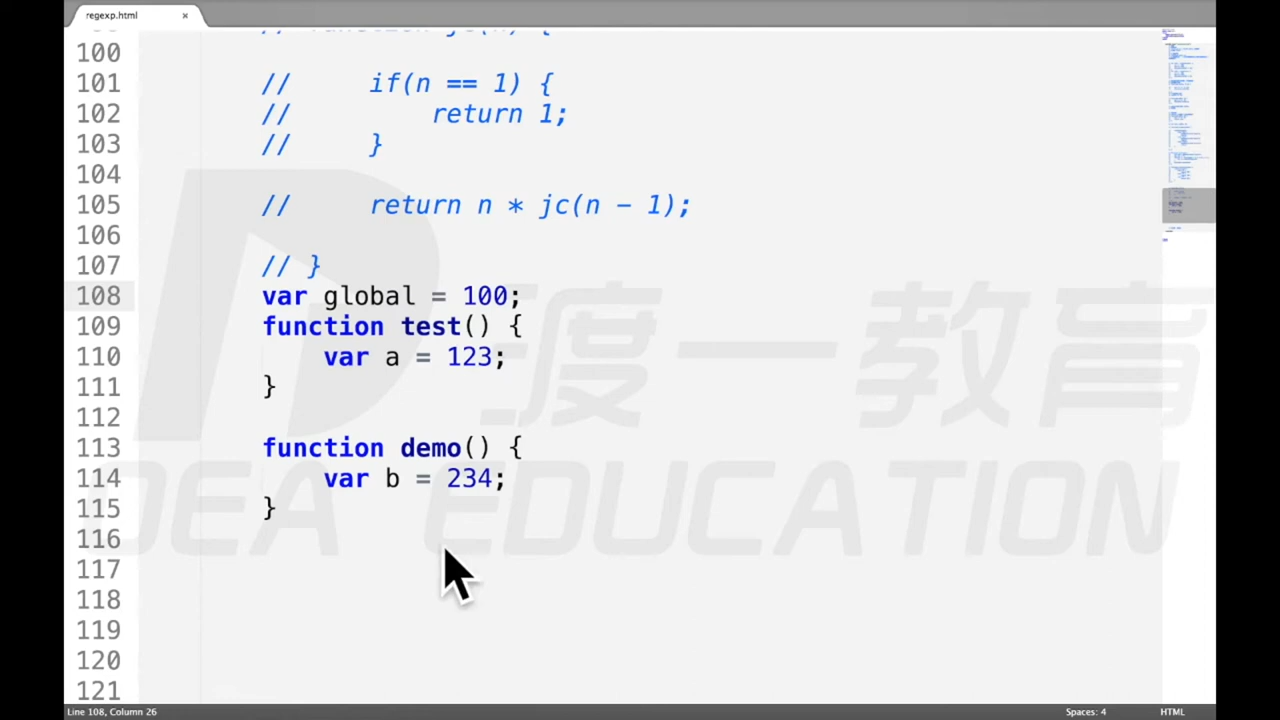 regexp.html ×
100
101 // if(n == 1) {
102 // return 1;
103 // }
104
105 // return n * jc(n - 1);
106
107 // }
108 var global = 100;
109 function test() {
110 var a = 123;
111 }
112
113 function demo() {
114 var b = 234;
115 }
116
117
118
119
120
121
渡一教育
IDEA EDUCATION
Line 108, Column 26 Spaces: 4 HTML